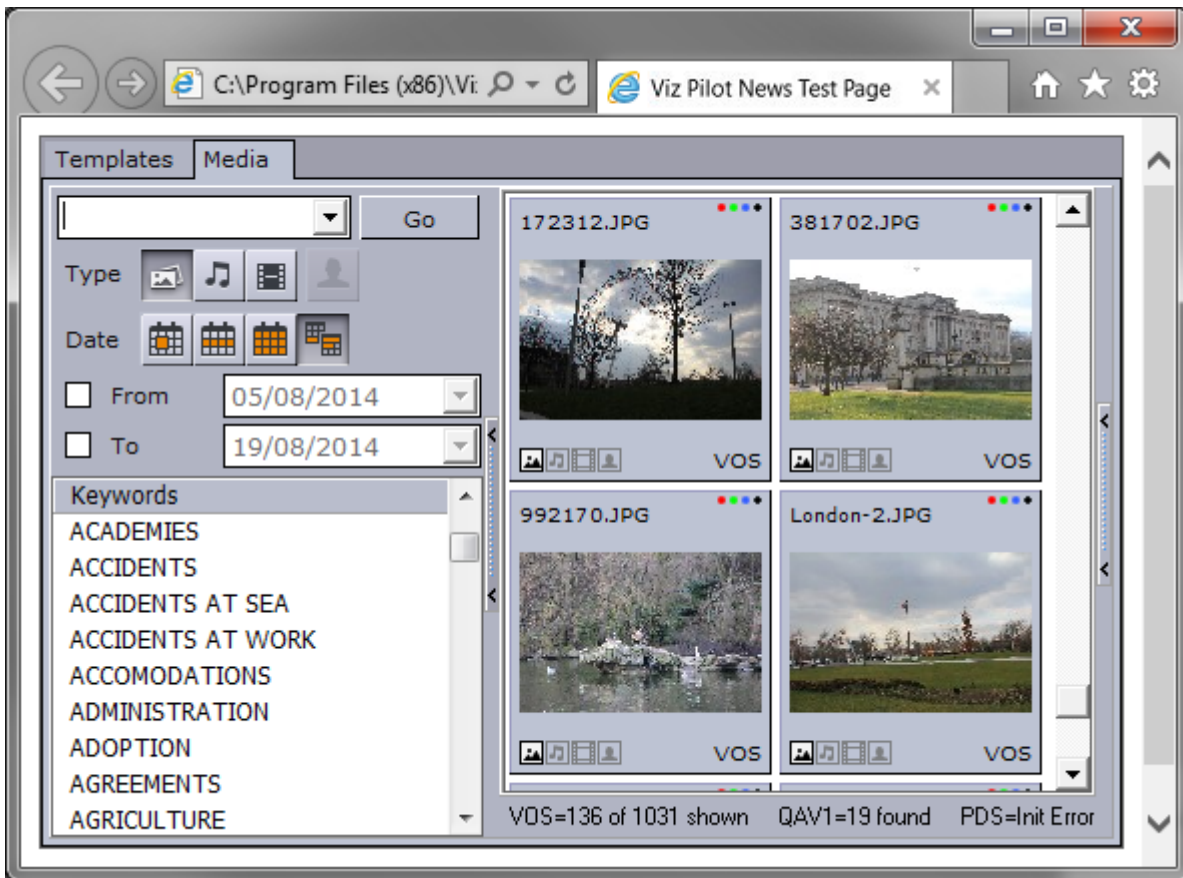 C:\Program Files (x86)\Vi:
Viz Pilot News Test Page
Templates
Media
Go
Type
Date
From
05/08/2014
To
19/08/2014
Keywords
ACADEMIES
ACCIDENTS
ACCIDENTS AT SEA
ACCIDENTS AT WORK
ACCOMODATIONS
ADMINISTRATION
ADOPTION
AGREEMENTS
AGRICULTURE
172312.JPG
381702.JPG
VOS
VOS
992170.JPG
London-2.JPG
VOS
VOS
VOS=136 of 1031 shown
QAV1=19 found
PDS=Init Error